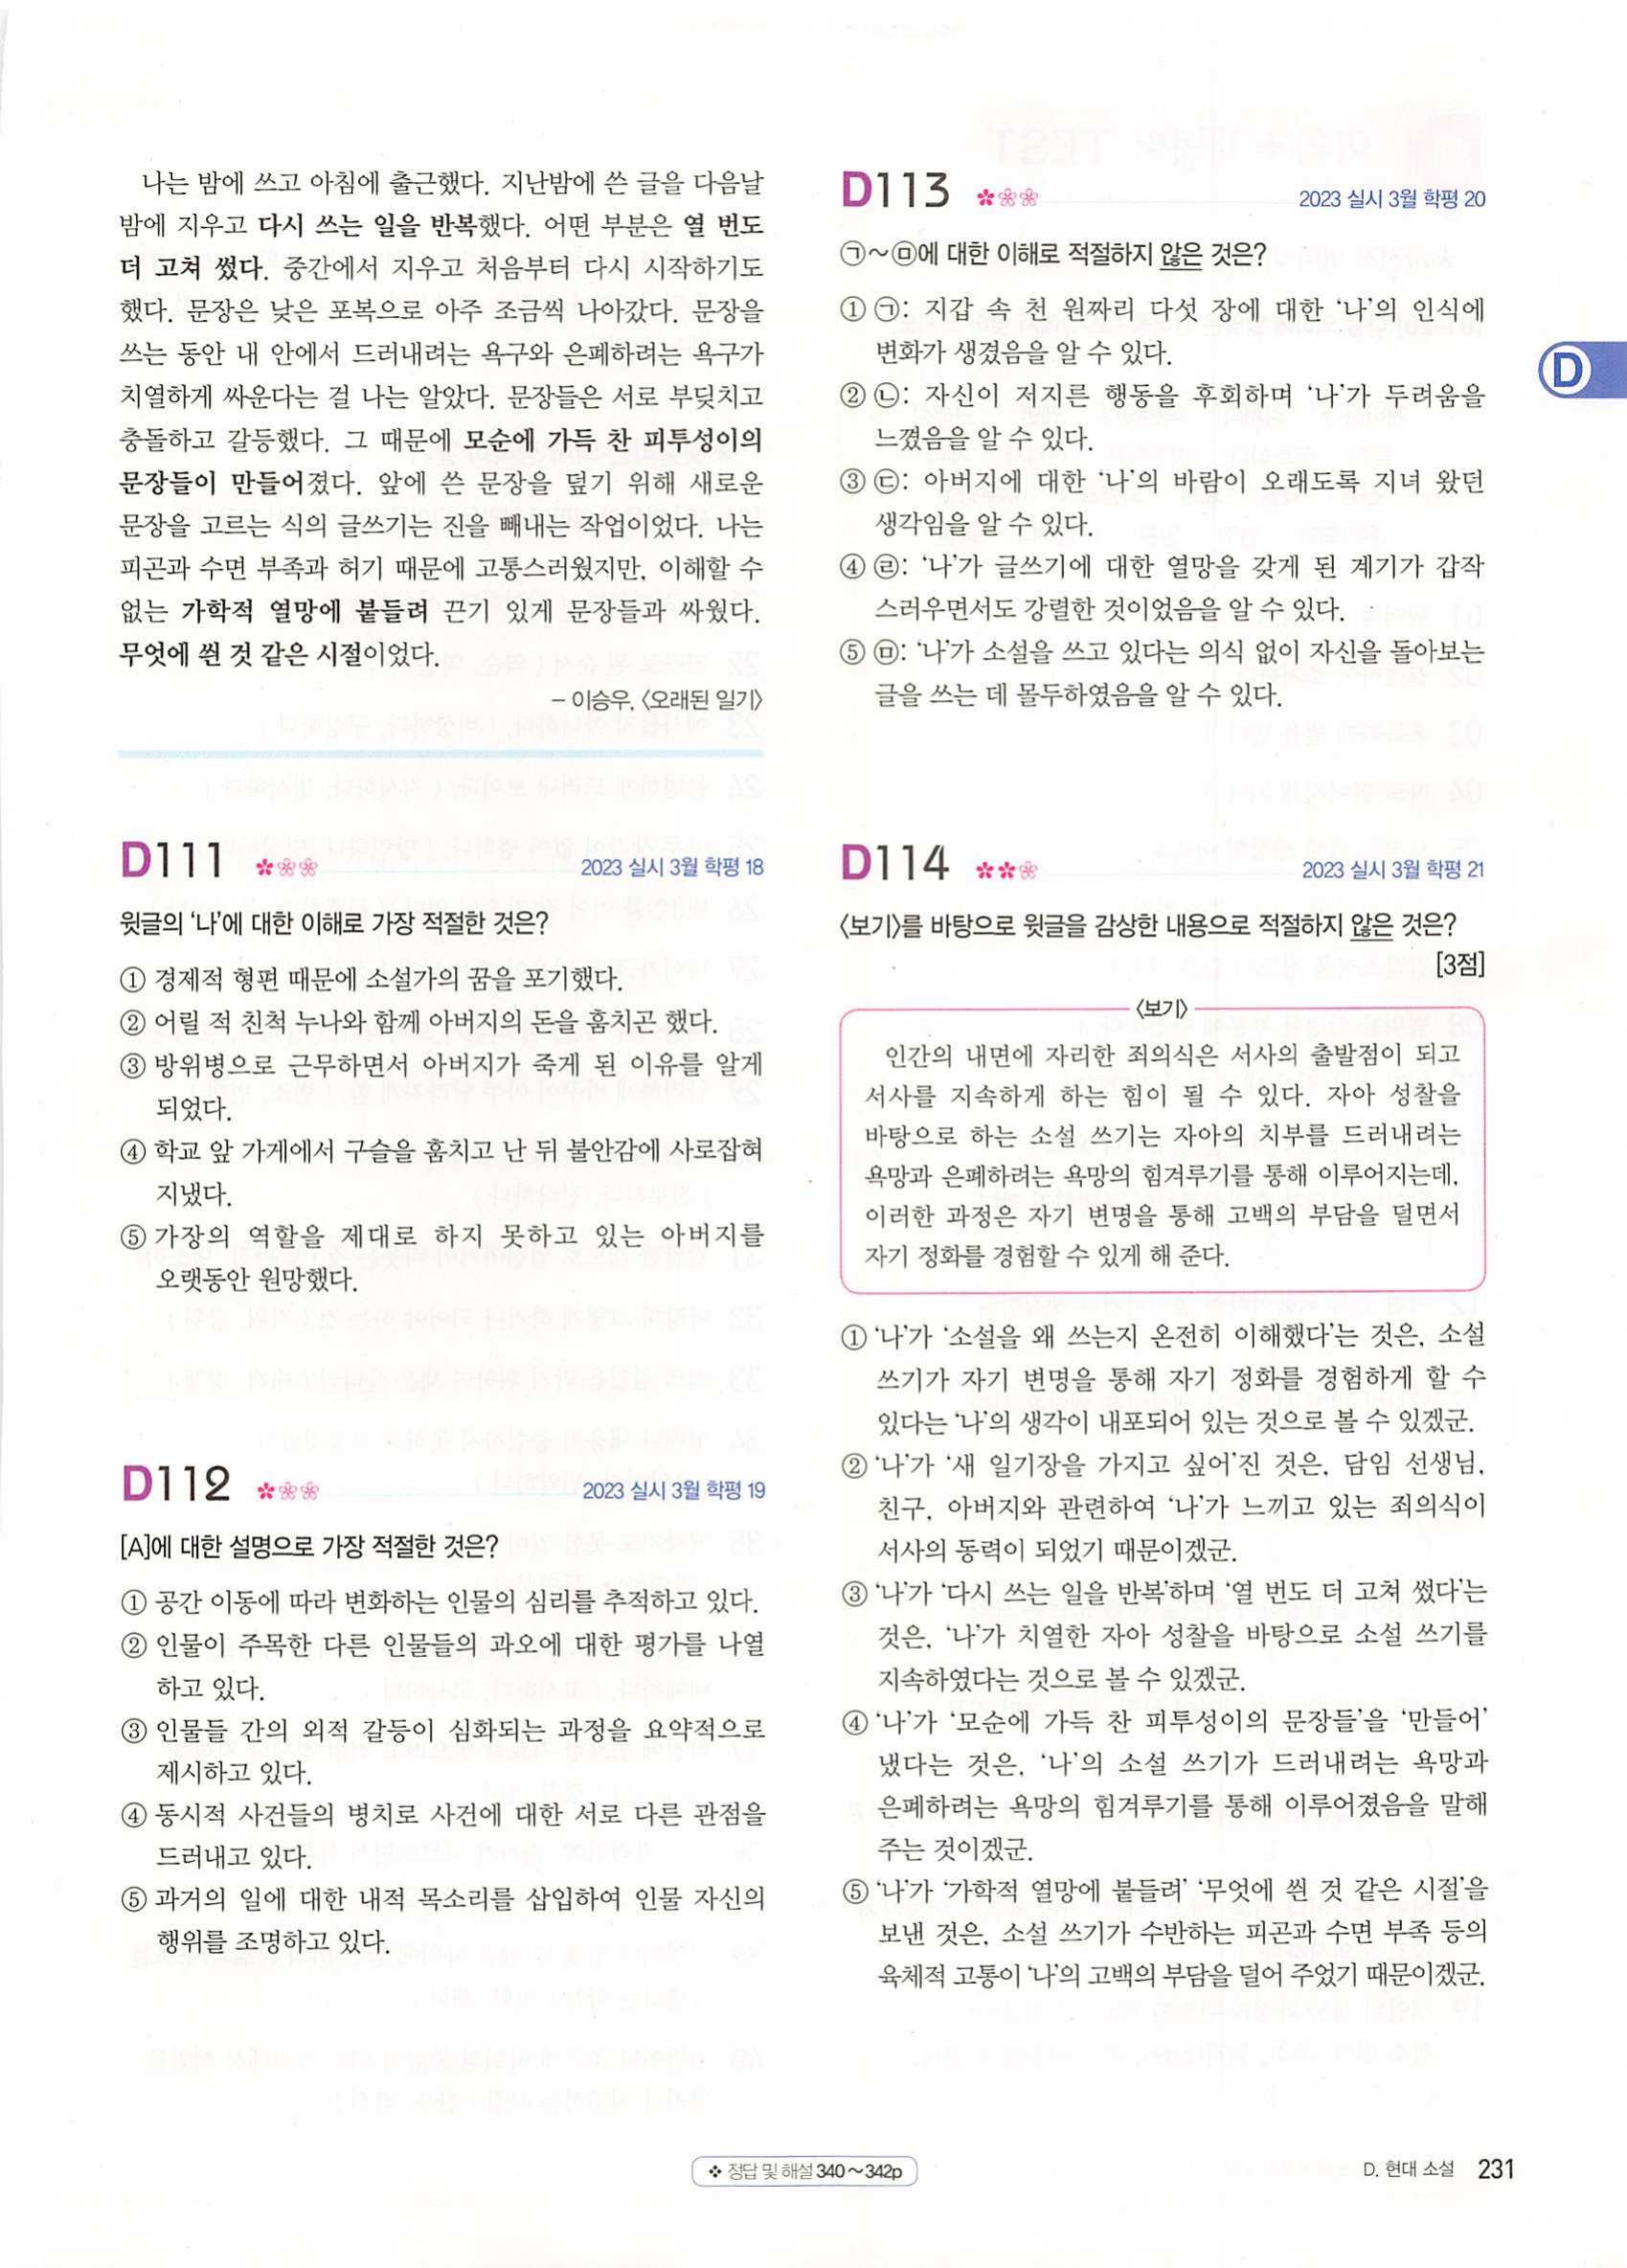 나는 밤에 쓰고 아침에 출근했다. 지난밤에 쓴 글을 다음날
밤에 지우고 다시 쓰는 일을 반복했다. 어떤 부분은 열 번도
더 고쳐 썼다. 중간에서 지우고 처음부터 다시 시작하기도
했다. 문장은 낮은 포복으로 아주 조금씩 나아갔다. 문장을
쓰는 동안 내 안에서 드러내려는 욕구와 은폐하려는 욕구가
치열하게 싸운다는 걸 나는 알았다. 문장들은 서로 부딪치고
충돌하고 갈등했다. 그 때문에 모순에 가득 찬 피투성이의
문장들이 만들어졌다. 앞에 쓴 문장을 덮기 위해 새로운
문장을 고르는 식의 글쓰기는 진을 빼내는 작업이었다. 나는
피곤과 수면 부족과 허기 때문에 고통스러웠지만, 이해할 수
없는 가학적 열망에 붙들려 끈기 있게 문장들과 싸웠다.
무엇에 씐 것 같은 시절이었다.
– 이승우, 〈오래된 일기〉
D111 2023 실시 3월 학평 18
윗글의 ‘나’에 대한 이해로 가장 적절한 것은?
① 경제적 형편 때문에 소설가의 꿈을 포기했다.
② 어릴 적 친척 누나와 함께 아버지의 돈을 훔치곤 했다.
③ 방위병으로 근무하면서 아버지가 죽게 된 이유를 알게
되었다.
④ 학교 앞 가게에서 구슬을 훔치고 난 뒤 불안감에 사로잡혀
지냈다.
⑤ 가장의 역할을 제대로 하지 못하고 있는 아버지를
오랫동안 원망했다.
D112 2023 실시 3월 학평 19
[A]에 대한 설명으로 가장 적절한 것은?
① 공간 이동에 따라 변화하는 인물의 심리를 추적하고 있다.
② 인물이 주목한 다른 인물들의 과오에 대한 평가를 나열
하고 있다.
③ 인물들 간의 외적 갈등이 심화되는 과정을 요약적으로
제시하고 있다.
④ 동시적 사건들의 병치로 사건에 대한 서로 다른 관점을
드러내고 있다.
⑤ 과거의 일에 대한 내적 목소리를 삽입하여 인물 자신의
행위를 조명하고 있다.
D113 2023 실시 3월 학평 20
㉠~㉤에 대한 이해로 적절하지 않은 것은?
① ㉠: 지갑 속 천 원짜리 다섯 장에 대한 ‘나’의 인식에
변화가 생겼음을 알 수 있다.
② ㉡: 자신이 저지른 행동을 후회하며 ‘나’가 두려움을
느꼈음을 알 수 있다.
③ ㉢: 아버지에 대한 ‘나’의 바람이 오래도록 지녀 왔던
생각임을 알 수 있다.
④ ㉣: ‘나’가 글쓰기에 대한 열망을 갖게 된 계기가 갑작
스러우면서도 강렬한 것이었음을 알 수 있다.
⑤ ㉤: ‘나’가 소설을 쓰고 있다는 의식 없이 자신을 돌아보는
글을 쓰는 데 몰두하였음을 알 수 있다.
D
D114 2023 실시 3월 학평 21
〈보기〉를 바탕으로 윗글을 감상한 내용으로 적절하지 않은 것은?
[3점]
〈보기〉
인간의 내면에 자리한 죄의식은 서사의 출발점이 되고
서사를 지속하게 하는 힘이 될 수 있다. 자아 성찰을
바탕으로 하는 소설 쓰기는 자아의 치부를 드러내려는
욕망과 은폐하려는 욕망의 힘겨루기를 통해 이루어지는데,
이러한 과정은 자기 변명을 통해 고백의 부담을 덜면서
자기 정화를 경험할 수 있게 해 준다.
① ‘나’가 ‘소설을 왜 쓰는지 온전히 이해했다’는 것은, 소설
쓰기가 자기 변명을 통해 자기 정화를 경험하게 할 수
있다는 ‘나’의 생각이 내포되어 있는 것으로 볼 수 있겠군.
② ‘나’가 ‘새 일기장을 가지고 싶어’진 것은, 담임 선생님,
친구, 아버지와 관련하여 ‘나’가 느끼고 있는 죄의식이
서사의 동력이 되었기 때문이겠군.
③ ‘나’가 ‘다시 쓰는 일을 반복’하며 ‘열 번도 더 고쳐 썼다’는
것은, ‘나’가 치열한 자아 성찰을 바탕으로 소설 쓰기를
지속하였다는 것으로 볼 수 있겠군.
④ ‘나’가 ‘모순에 가득 찬 피투성이의 문장들’을 ‘만들어’
냈다는 것은, ‘나’의 소설 쓰기가 드러내려는 욕망과
은폐하려는 욕망의 힘겨루기를 통해 이루어졌음을 말해
주는 것이겠군.
⑤ ‘나’가 ‘가학적 열망에 붙들려’ ‘무엇에 씐 것 같은 시절’을
보낸 것은, 소설 쓰기가 수반하는 피곤과 수면 부족 등의
육체적 고통이 ‘나’의 고백의 부담을 덜어 주었기 때문이겠군.
❖ 정답 및 해설 340~342p
D. 현대 소설 231